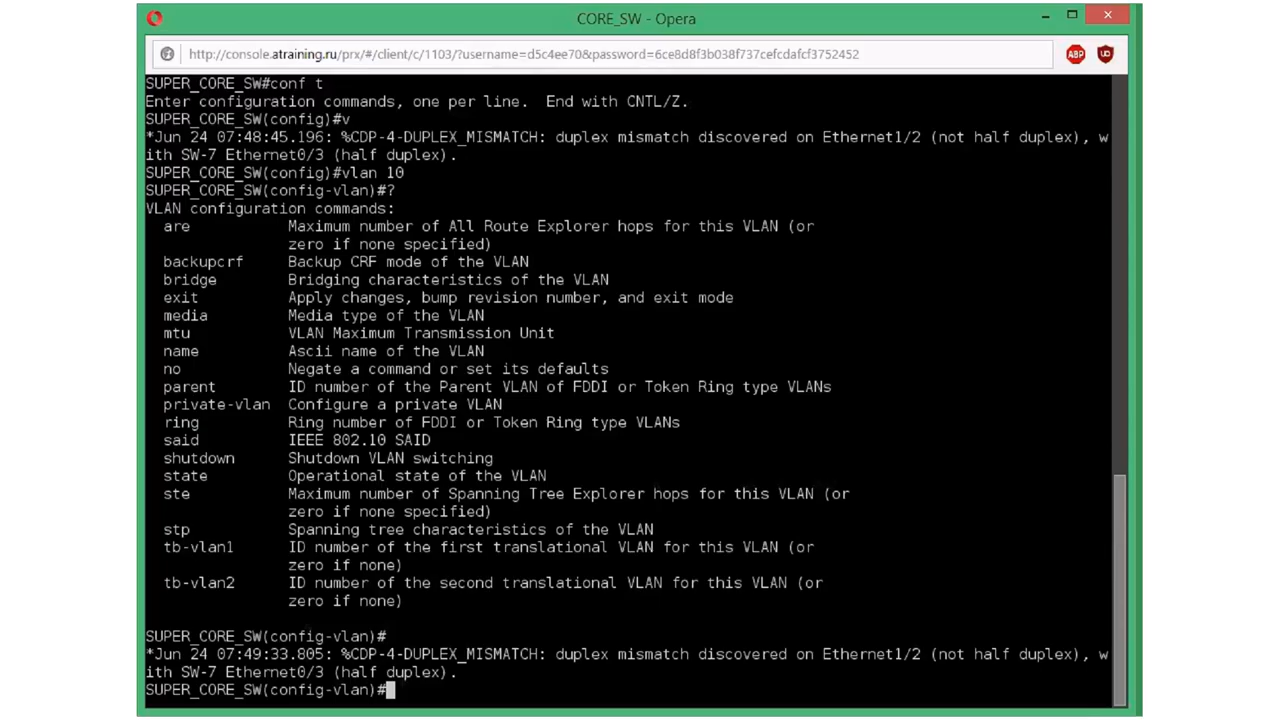 CORE_SW - Opera
http://console.atraining.ru/prx/#/client/c/1103/?username=d5c4ee70&password=6ce8d8f3b038f737cefcdafcf3752452
ABP
SUPER_CORE_SW#conf t
Enter configuration commands, one per line.  End with CNTL/Z.
SUPER_CORE_SW(config)#v
*Jun 24 07:48:45.196: %CDP-4-DUPLEX_MISMATCH: duplex mismatch discovered on Ethernet1/2 (not half duplex), w
ith SW-7 Ethernet0/3 (half duplex).
SUPER_CORE_SW(config)#vlan 10
SUPER_CORE_SW(config-vlan)#?
VLAN configuration commands:
  are           Maximum number of All Route Explorer hops for this VLAN (or
                zero if none specified)
  backupcrf     Backup CRF mode of the VLAN
  bridge        Bridging characteristics of the VLAN
  exit          Apply changes, bump revision number, and exit mode
  media         Media type of the VLAN
  mtu           VLAN Maximum Transmission Unit
  name          Ascii name of the VLAN
  no            Negate a command or set its defaults
  parent        ID number of the Parent VLAN of FDDI or Token Ring type VLANs
  private-vlan  Configure a private VLAN
  ring          Ring number of FDDI or Token Ring type VLANs
  said          IEEE 802.10 SAID
  shutdown      Shutdown VLAN switching
  state         Operational state of the VLAN
  ste           Maximum number of Spanning Tree Explorer hops for this VLAN (or
                zero if none specified)
  stp           Spanning tree characteristics of the VLAN
  tb-vlan1      ID number of the first translational VLAN for this VLAN (or
                zero if none)
  tb-vlan2      ID number of the second translational VLAN for this VLAN (or
                zero if none)
SUPER_CORE_SW(config-vlan)#
*Jun 24 07:49:33.805: %CDP-4-DUPLEX_MISMATCH: duplex mismatch discovered on Ethernet1/2 (not half duplex), w
ith SW-7 Ethernet0/3 (half duplex).
SUPER_CORE_SW(config-vlan)#